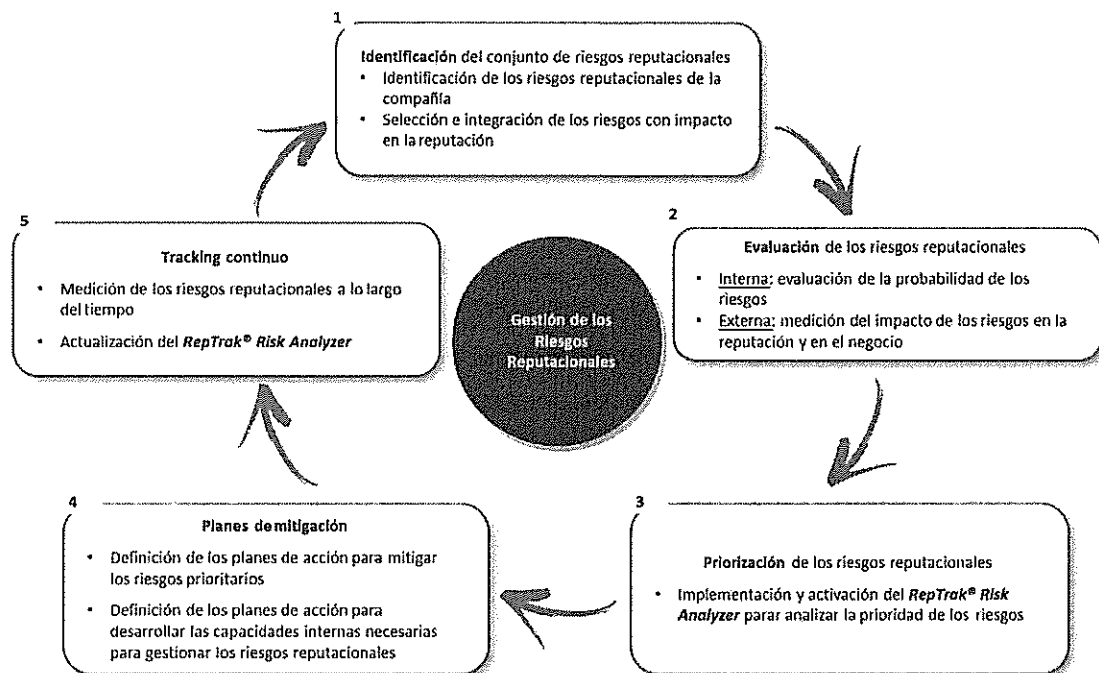 1
Identificación del conjunto de riesgos reputacionales
• Identificación de los riesgos reputacionales de la
compañía
• Selección e integración de los riesgos con impacto
en la reputación
2
Evaluación de los riesgos reputacionales
• Interna: evaluación de la probabilidad de los
riesgos
• Externa: medición del impacto de los riesgos en la
reputación y en el negocio
3
Priorización de los riesgos reputacionales
• Implementación y activación del RepTrak® Risk
Analyzer parar analizar la prioridad de los riesgos
4
Planes de mitigación
• Definición de los planes de acción para mitigar
los riesgos prioritarios
• Definición de los planes de acción para
desarrollar las capacidades internas necesarias
para gestionar los riesgos reputacionales
5
Tracking continuo
• Medición de los riesgos reputacionales a lo largo
del tiempo
• Actualización del RepTrak® Risk Analyzer
Gestión de los
Riesgos
Reputacionales